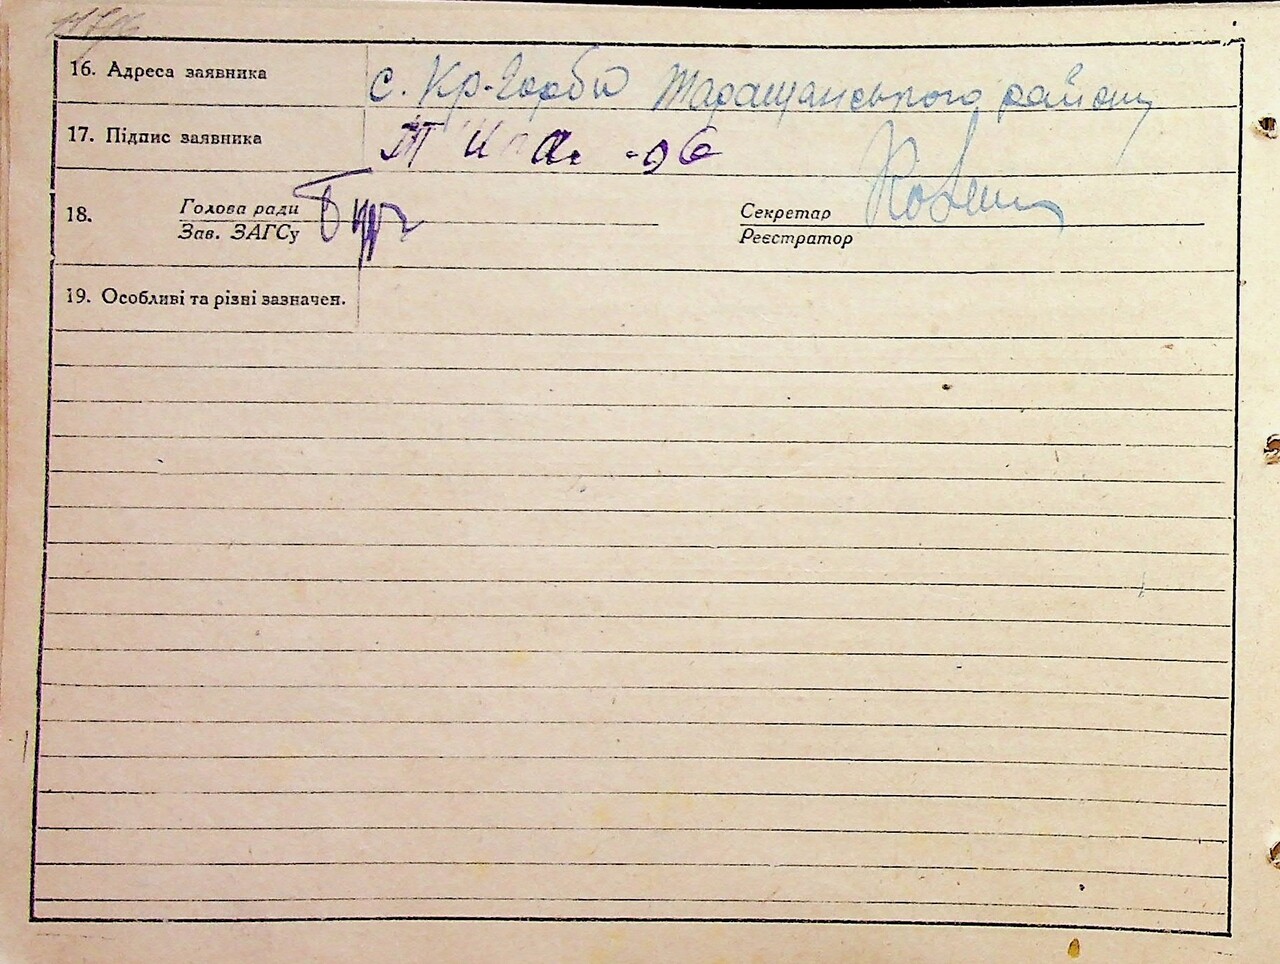 16. Адреса заявника с. Кр-Горби Таращанського району
17. Підпис заявника
18. Голова ради
Зав. ЗАГСу
Секретар
Реєстратор
19. Особливі та різні зазначен.